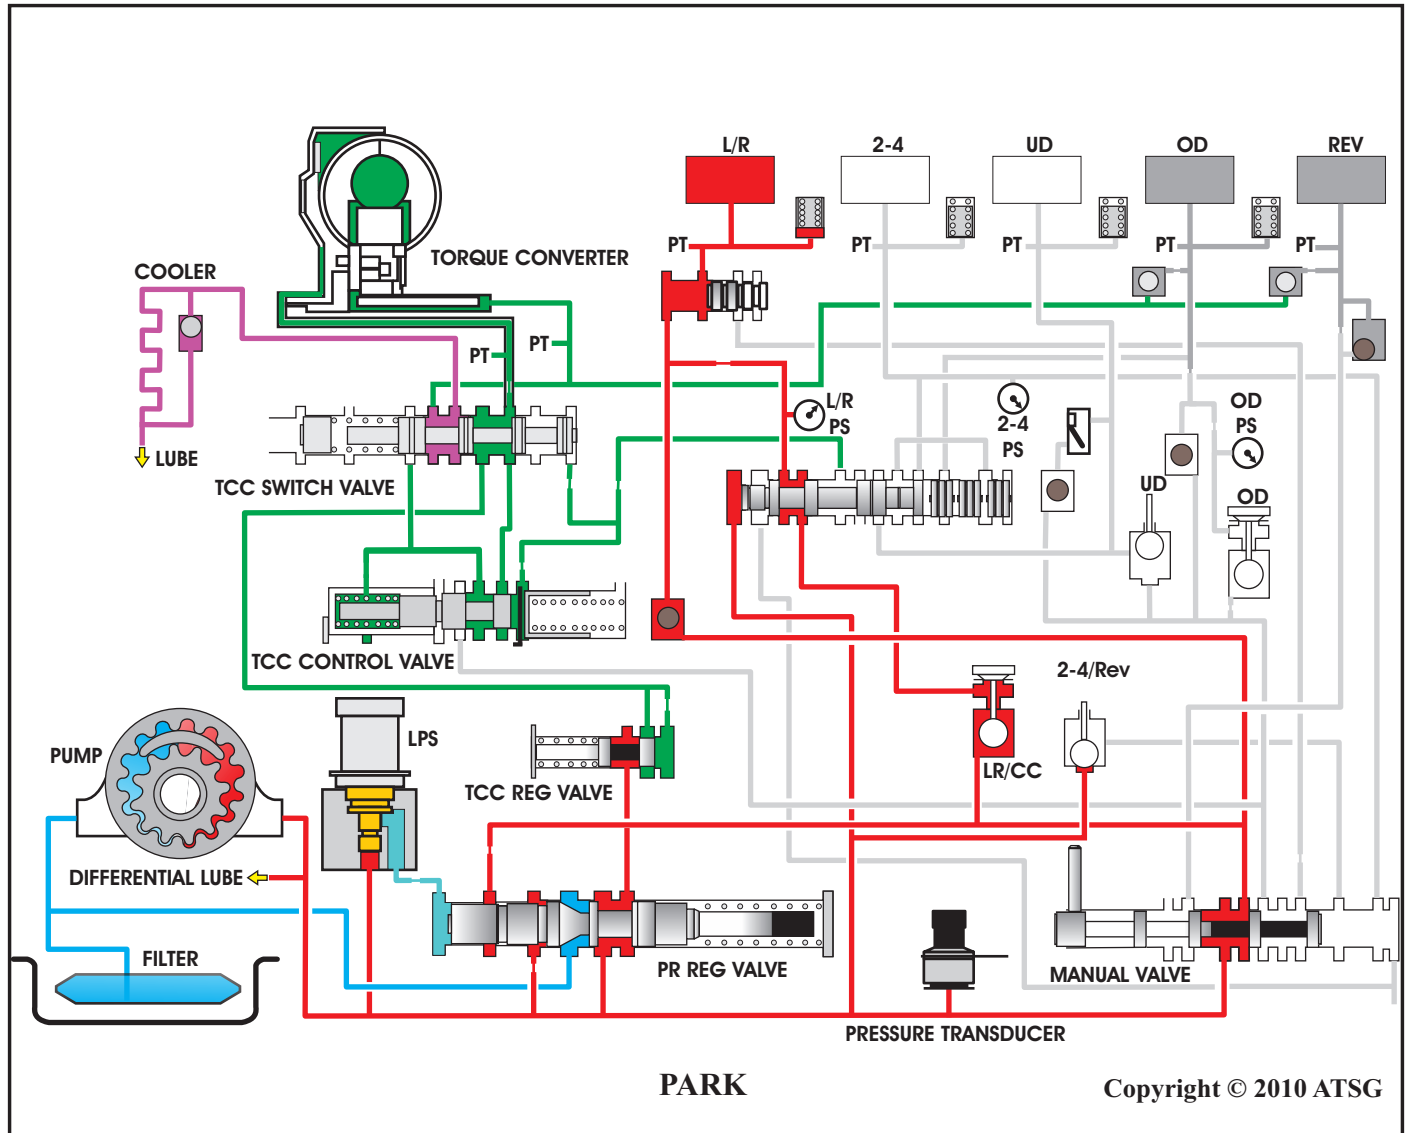 L/R
2-4
UD
OD
REV
PT
PT
PT
PT
PT
TORQUE CONVERTER
COOLER
PT
PT
L/R
PS
2-4
PS
OD
PS
LUBE
TCC SWITCH VALVE
UD
OD
TCC CONTROL VALVE
2-4/Rev
LPS
PUMP
LR/CC
TCC REG VALVE
DIFFERENTIAL LUBE
FILTER
PR REG VALVE
MANUAL VALVE
PRESSURE TRANSDUCER
PARK
Copyright © 2010 ATSG